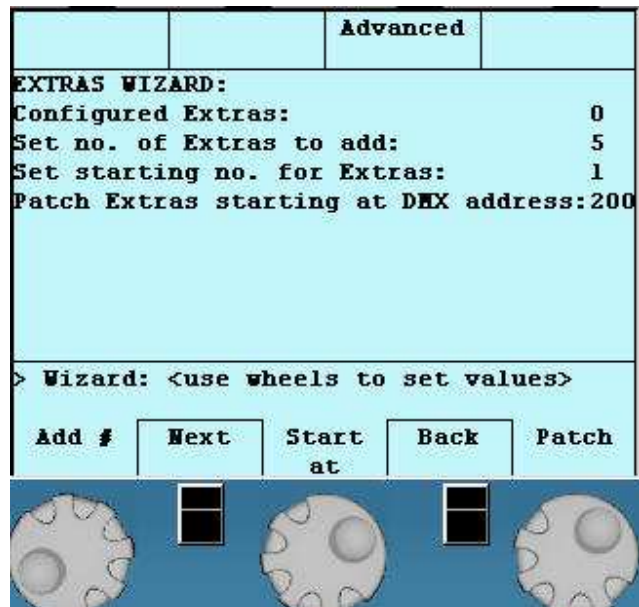 Advanced
EXTRAS WIZARD:
Configured Extras: 0
Set no. of Extras to add: 5
Set starting no. for Extras: 1
Patch Extras starting at DMX address:200
> Wizard: <use wheels to set values>
Add # Next Start at Back Patch